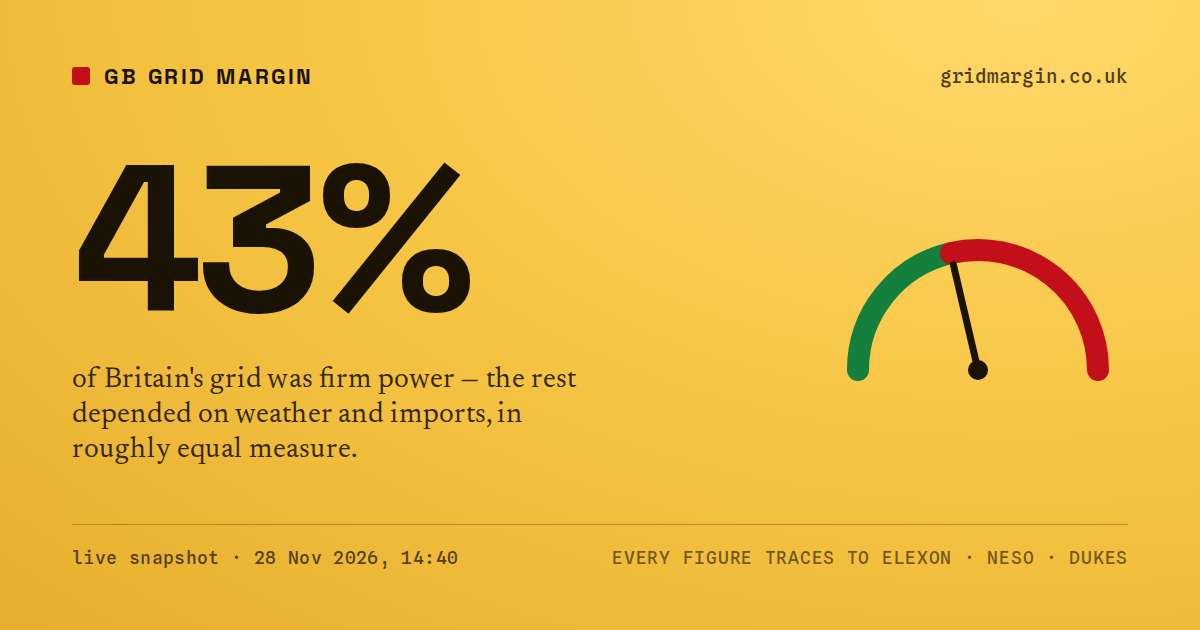 GB GRID MARGIN
gridmargin.co.uk
43%
of Britain's grid was firm power — the rest
depended on weather and imports, in
roughly equal measure.
live snapshot · 28 Nov 2026, 14:40
EVERY FIGURE TRACES TO ELEXON · NESO · DUKES